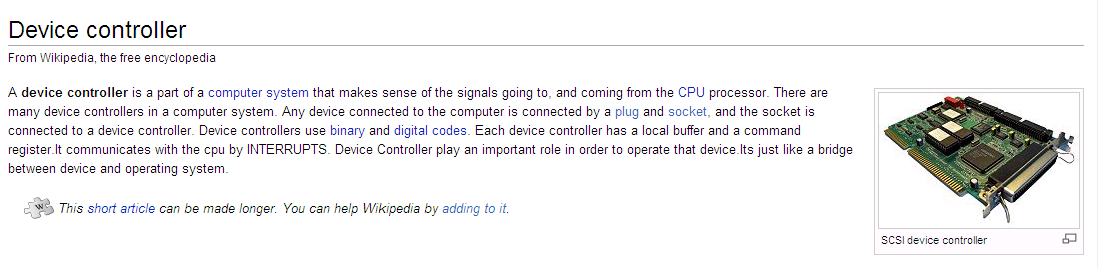 Device controller
From Wikipedia, the free encyclopedia
A device controller is a part of a computer system that makes sense of the signals going to, and coming from the CPU processor. There are
many device controllers in a computer system. Any device connected to the computer is connected by a plug and socket, and the socket is
connected to a device controller. Device controllers use binary and digital codes. Each device controller has a local buffer and a command
register.It communicates with the cpu by INTERRUPTS. Device Controller play an important role in order to operate that device.Its just like a bridge
between device and operating system.
W
This short article can be made longer. You can help Wikipedia by adding to it.
SCSI device controller